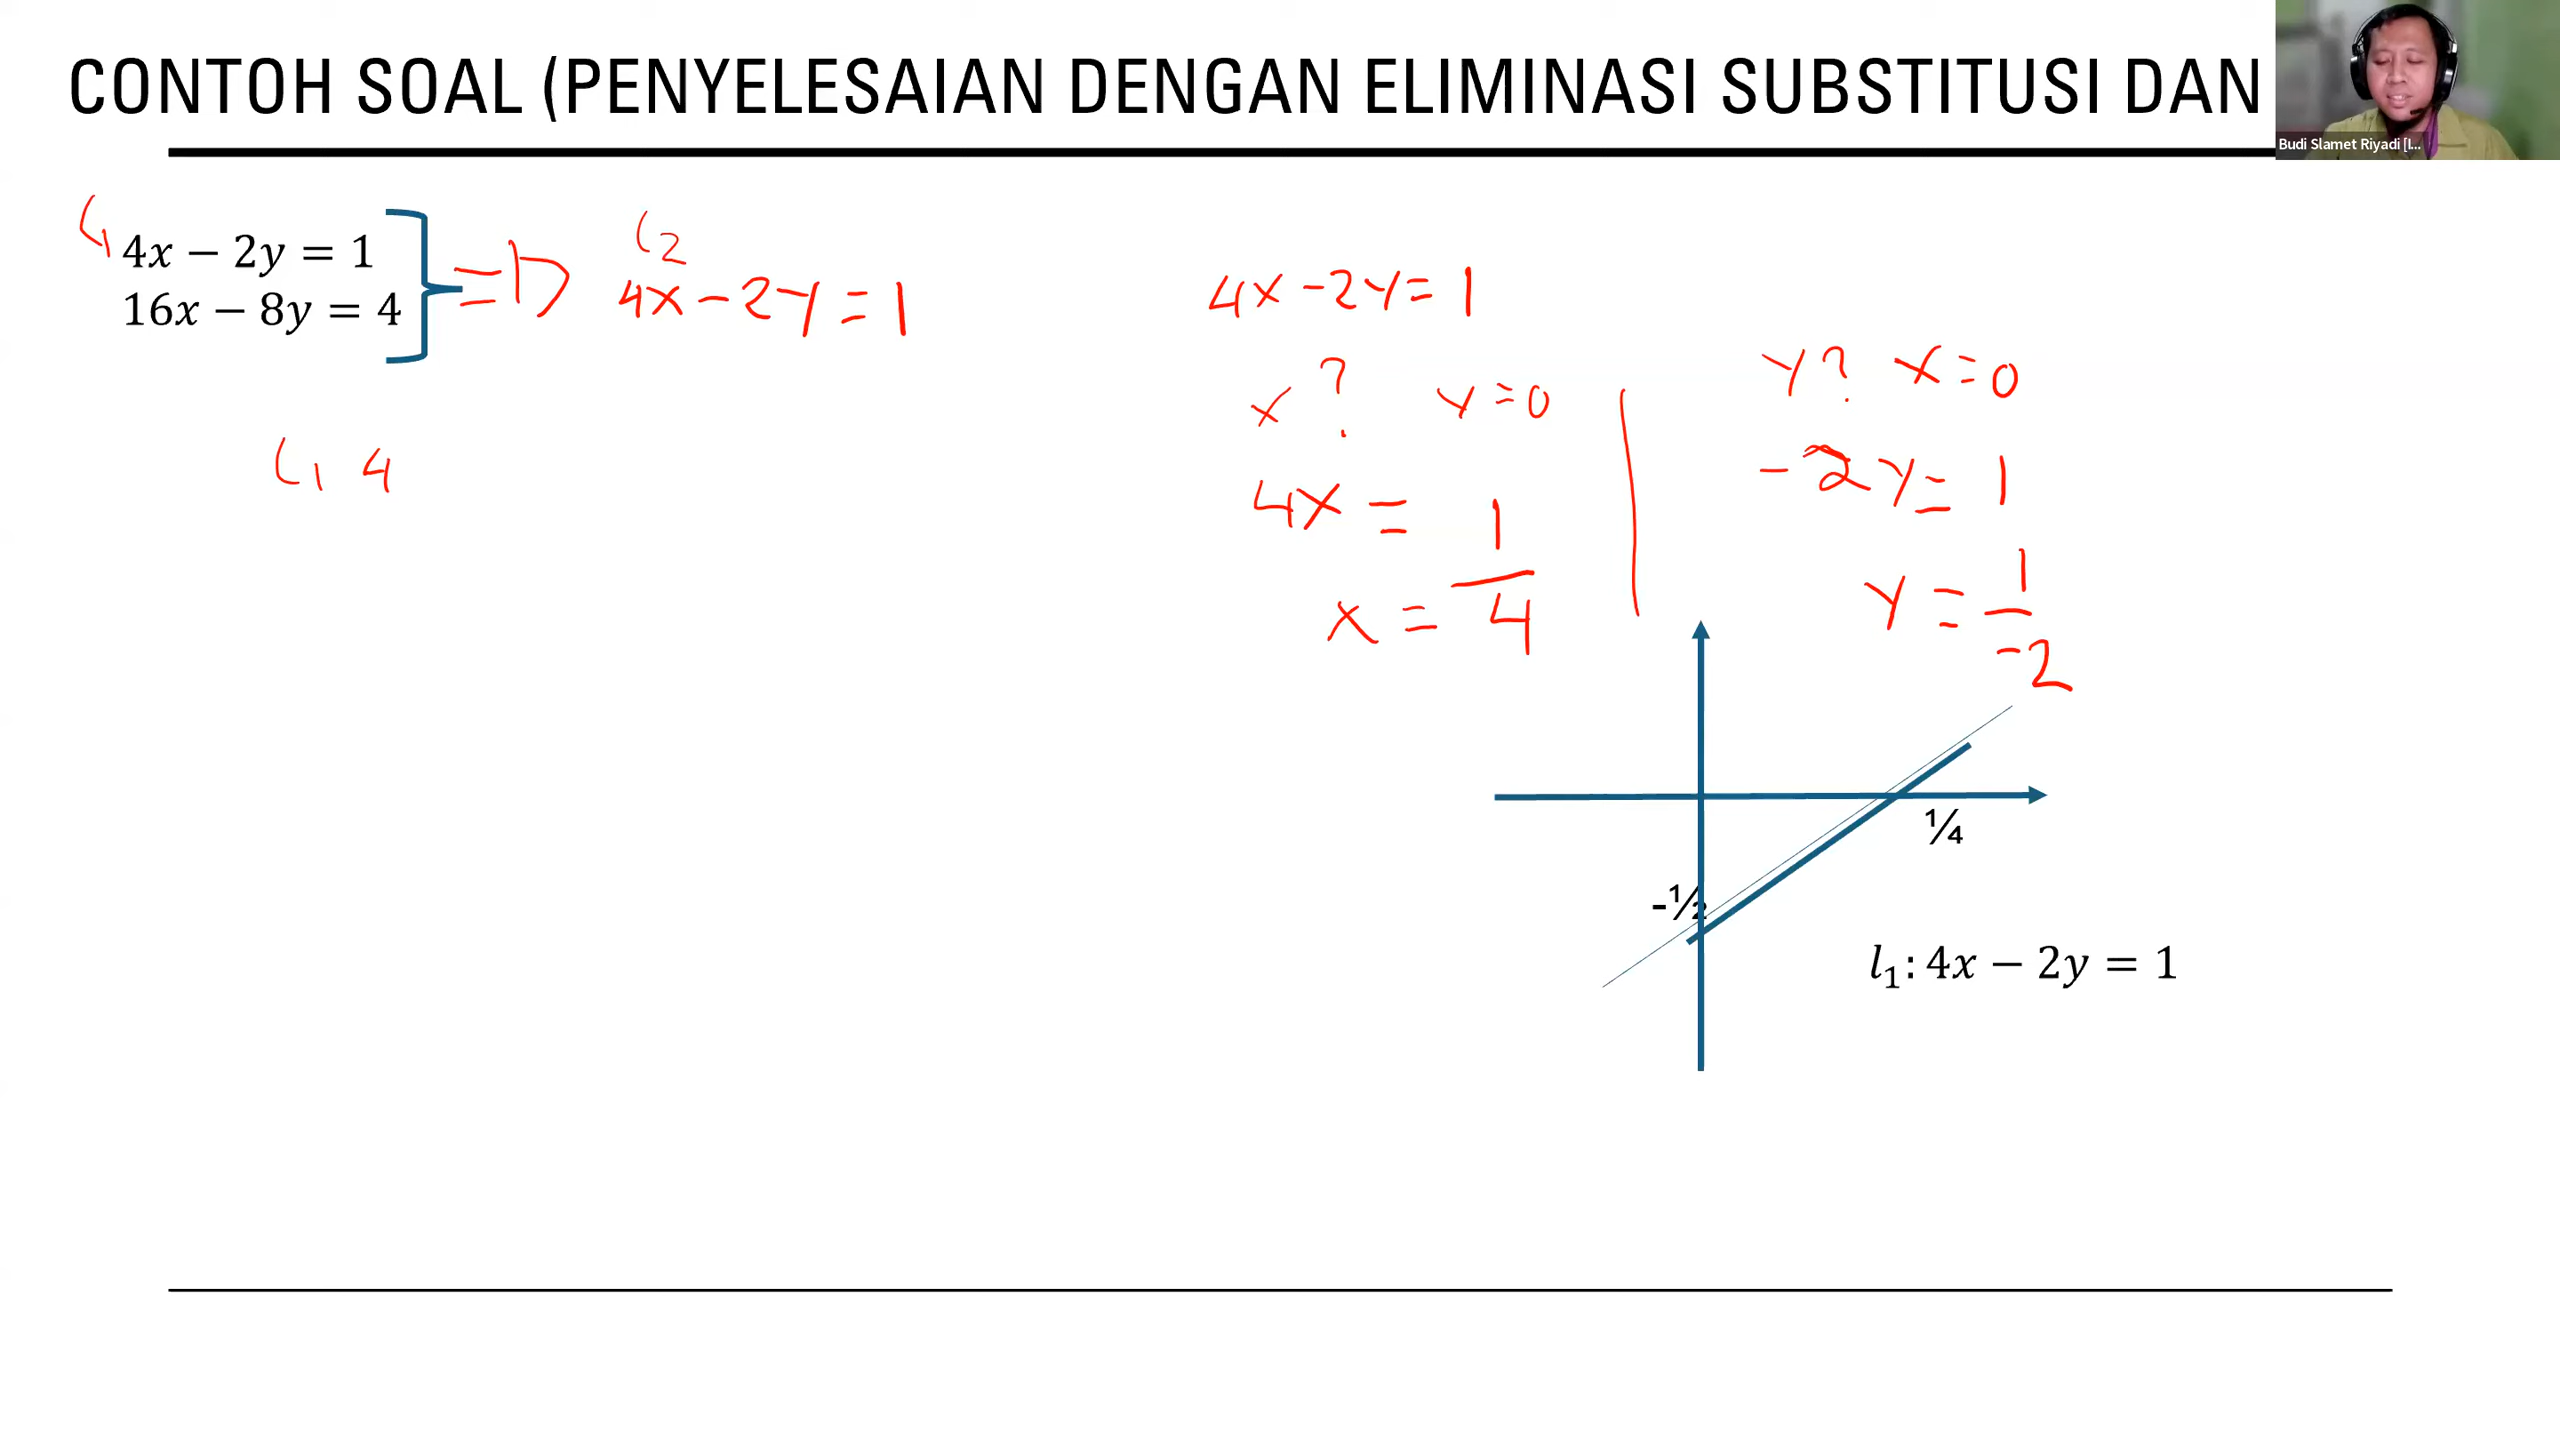 CONTOH SOAL (PENYELESAIAN DENGAN ELIMINASI SUBSTITUSI DAN
Budi Slamet Riyadi [I...
l1
4x − 2y = 1
16x − 8y = 4
=>
l2
4x - 2y = 1
l1 4
4x - 2y = 1
x ? y = 0
4x = 1
x = 1/4
y ? x = 0
-2y = 1
y = 1/-2
¼
-½
l₁: 4x − 2y = 1